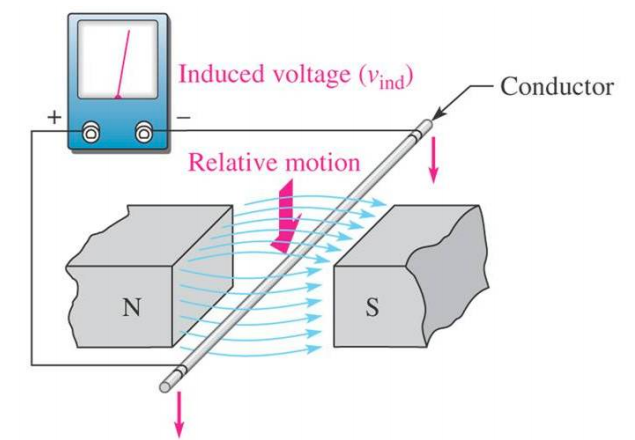 Induced voltage (vind)
Conductor
+
–
Relative motion
N
S